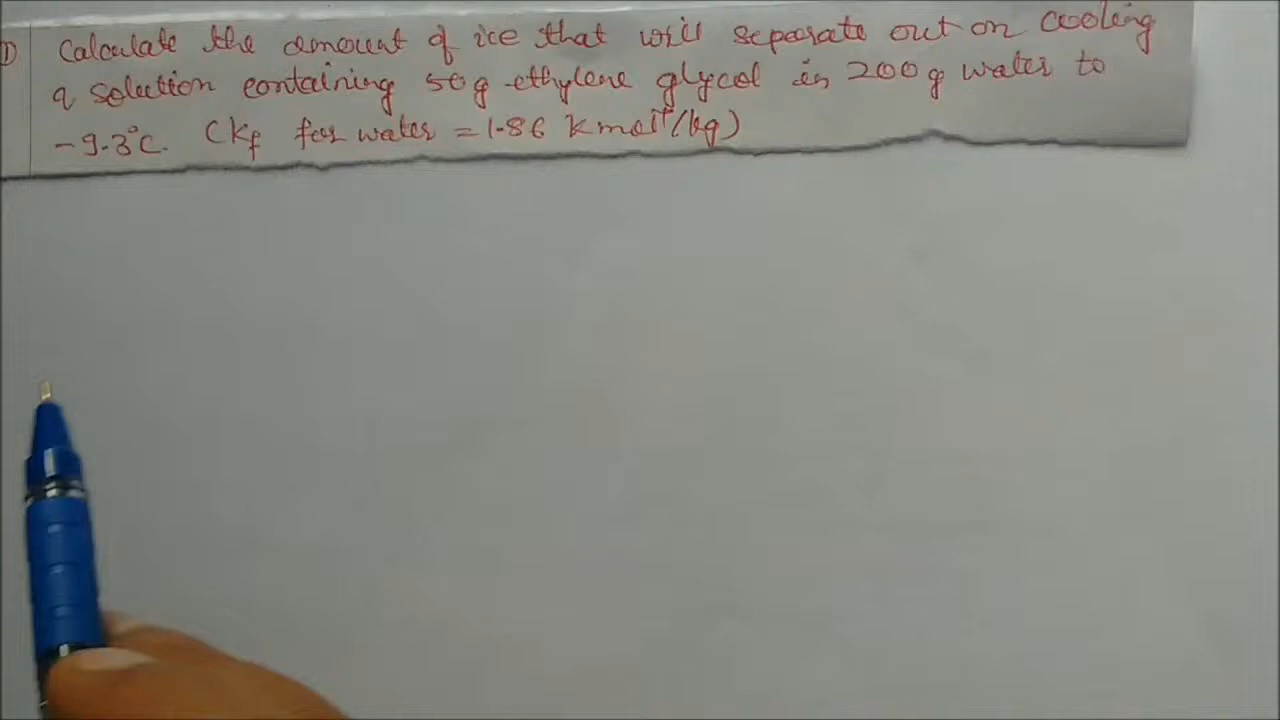 1) Calculate the amount of ice that will separate out on cooling
a solution containing 50g ethylene glycol in 200g water to
-9.3°C. (Kf for water = 1.86 K mol⁻¹ kg)